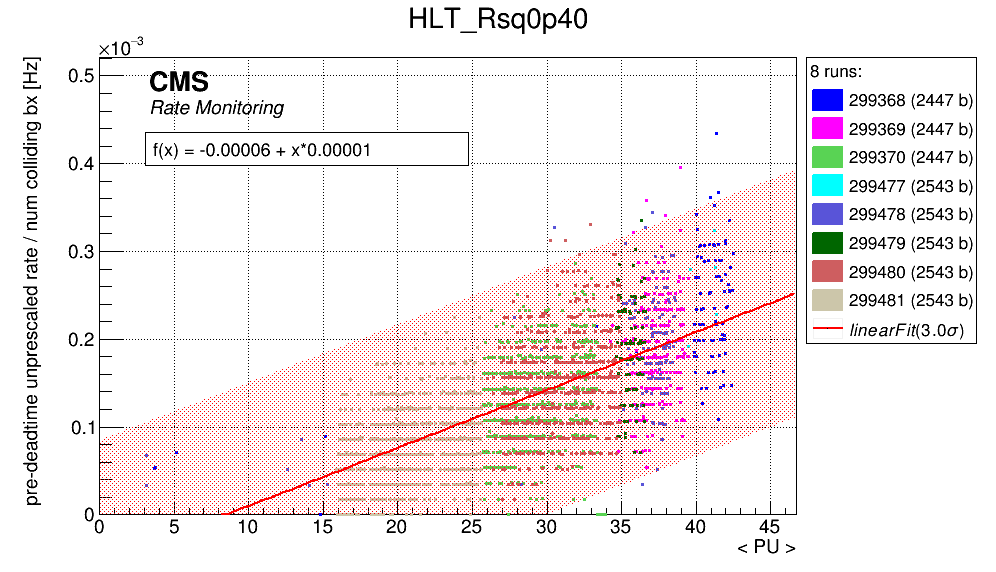 HLT_Rsq0p40
×10⁻³
pre-deadtime unprescaled rate / num colliding bx [Hz]
0.5
0.4
0.3
0.2
0.1
0
CMS
Rate Monitoring
f(x) = -0.00006 + x*0.00001
0 5 10 15 20 25 30 35 40 45
< PU >
8 runs:
299368 (2447 b)
299369 (2447 b)
299370 (2447 b)
299477 (2543 b)
299478 (2543 b)
299479 (2543 b)
299480 (2543 b)
299481 (2543 b)
linearFit(3.0σ)